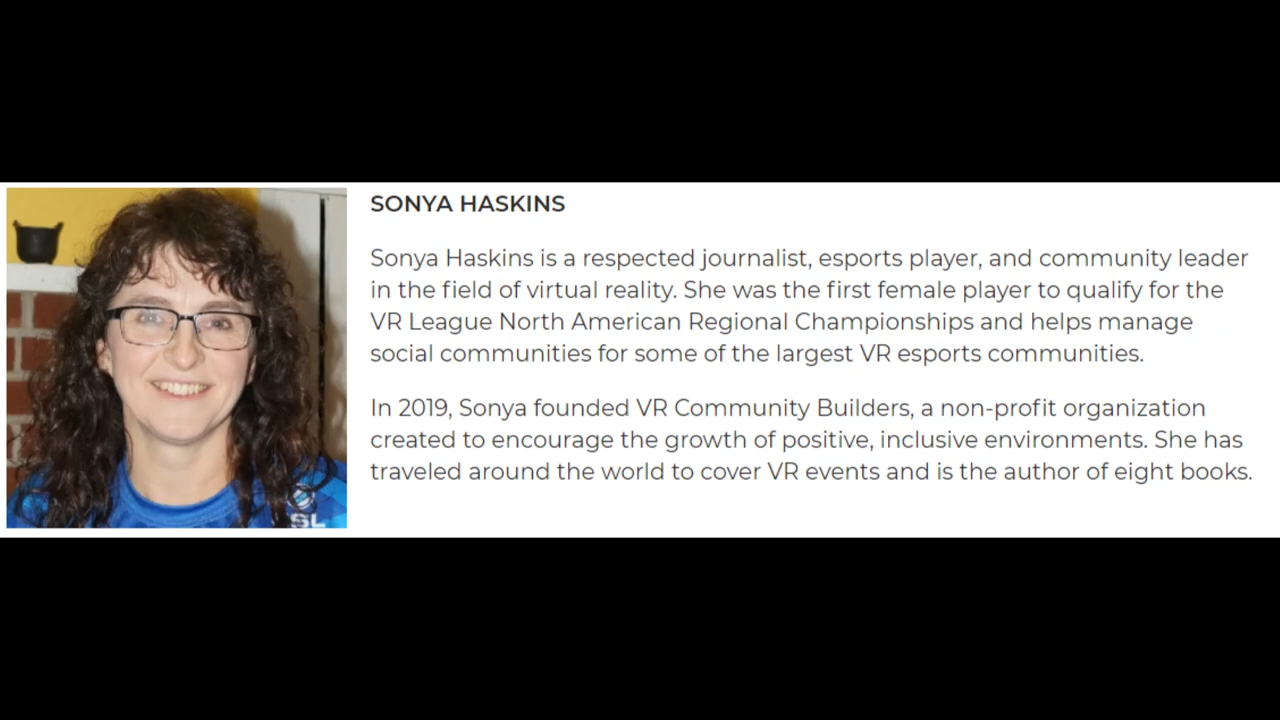 SONYA HASKINS
Sonya Haskins is a respected journalist, esports player, and community leader
in the field of virtual reality. She was the first female player to qualify for the
VR League North American Regional Championships and helps manage
social communities for some of the largest VR esports communities.
In 2019, Sonya founded VR Community Builders, a non-profit organization
created to encourage the growth of positive, inclusive environments. She has
traveled around the world to cover VR events and is the author of eight books.
SL